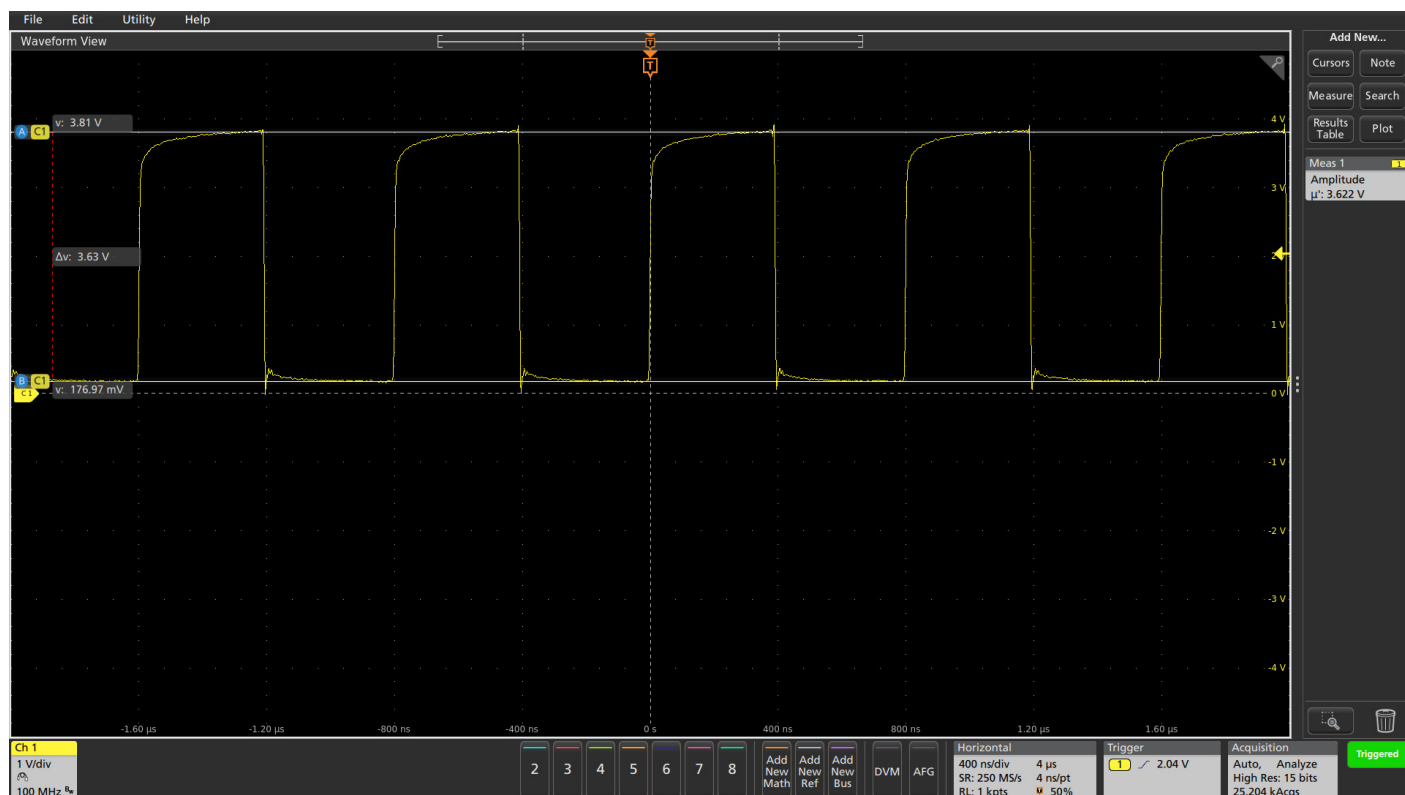 File Edit Utility Help
Waveform View
T
T
Add New...
Cursors Note
Measure Search
Results Table Plot
Meas 1 1
Amplitude
µ': 3.622 V
A C1 v: 3.81 V
4 V
3 V
Δv: 3.63 V
2
1 V
B C1
v: 176.97 mV
C1
0 V
-1 V
-2 V
-3 V
-4 V
-1.60 µs -1.20 µs -800 ns -400 ns 0 s 400 ns 800 ns 1.20 µs 1.60 µs
Ch 1
1 V/div
100 MHz Bw
2 3 4 5 6 7 8
Add New Math
Add New Ref
Add New Bus
DVM AFG
Horizontal
400 ns/div 4 µs
SR: 250 MS/s 4 ns/pt
RL: 1 kpts 50%
Trigger
1 2.04 V
Acquisition
Auto, Analyze
High Res: 15 bits
25.204 kAcqs
Triggered